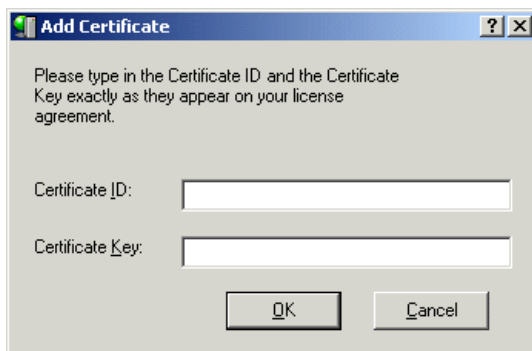 Add Certificate
Please type in the Certificate ID and the Certificate
Key exactly as they appear on your license
agreement.
Certificate ID:
Certificate Key:
OK
Cancel